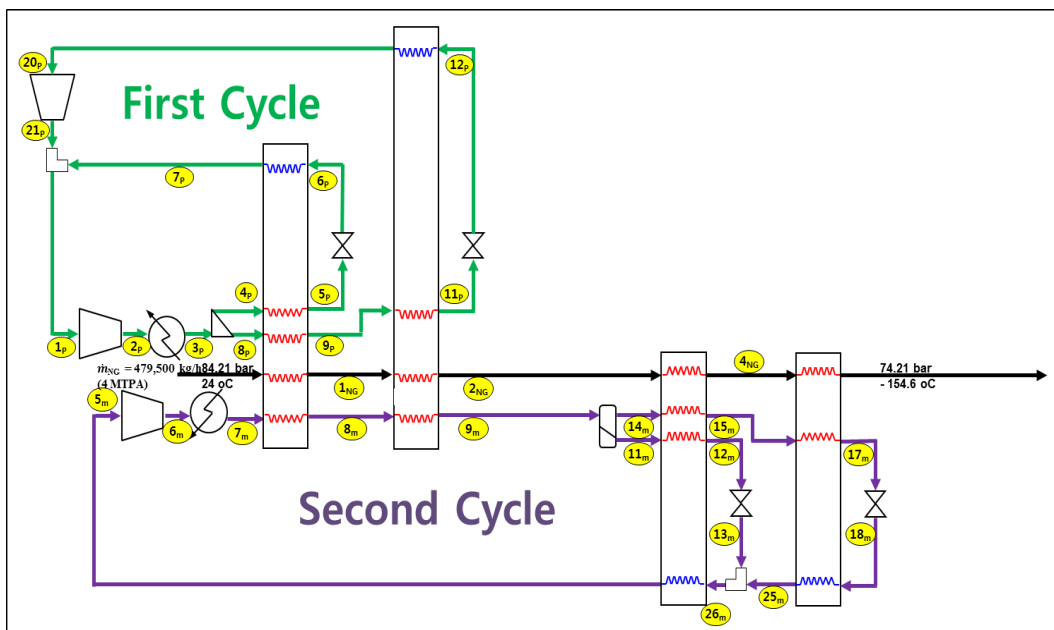 20p
12p
First Cycle
21p
7p
6p
4p
5p
11p
1p
2p
3p
8p
9p
ṁNG = 479,500 kg/h
84.21 bar
(4 MTPA)
24 oC
1NG
2NG
4NG
74.21 bar
- 154.6 oC
5m
6m
7m
8m
9m
14m
15m
11m
12m
17m
Second Cycle
13m
18m
25m
26m